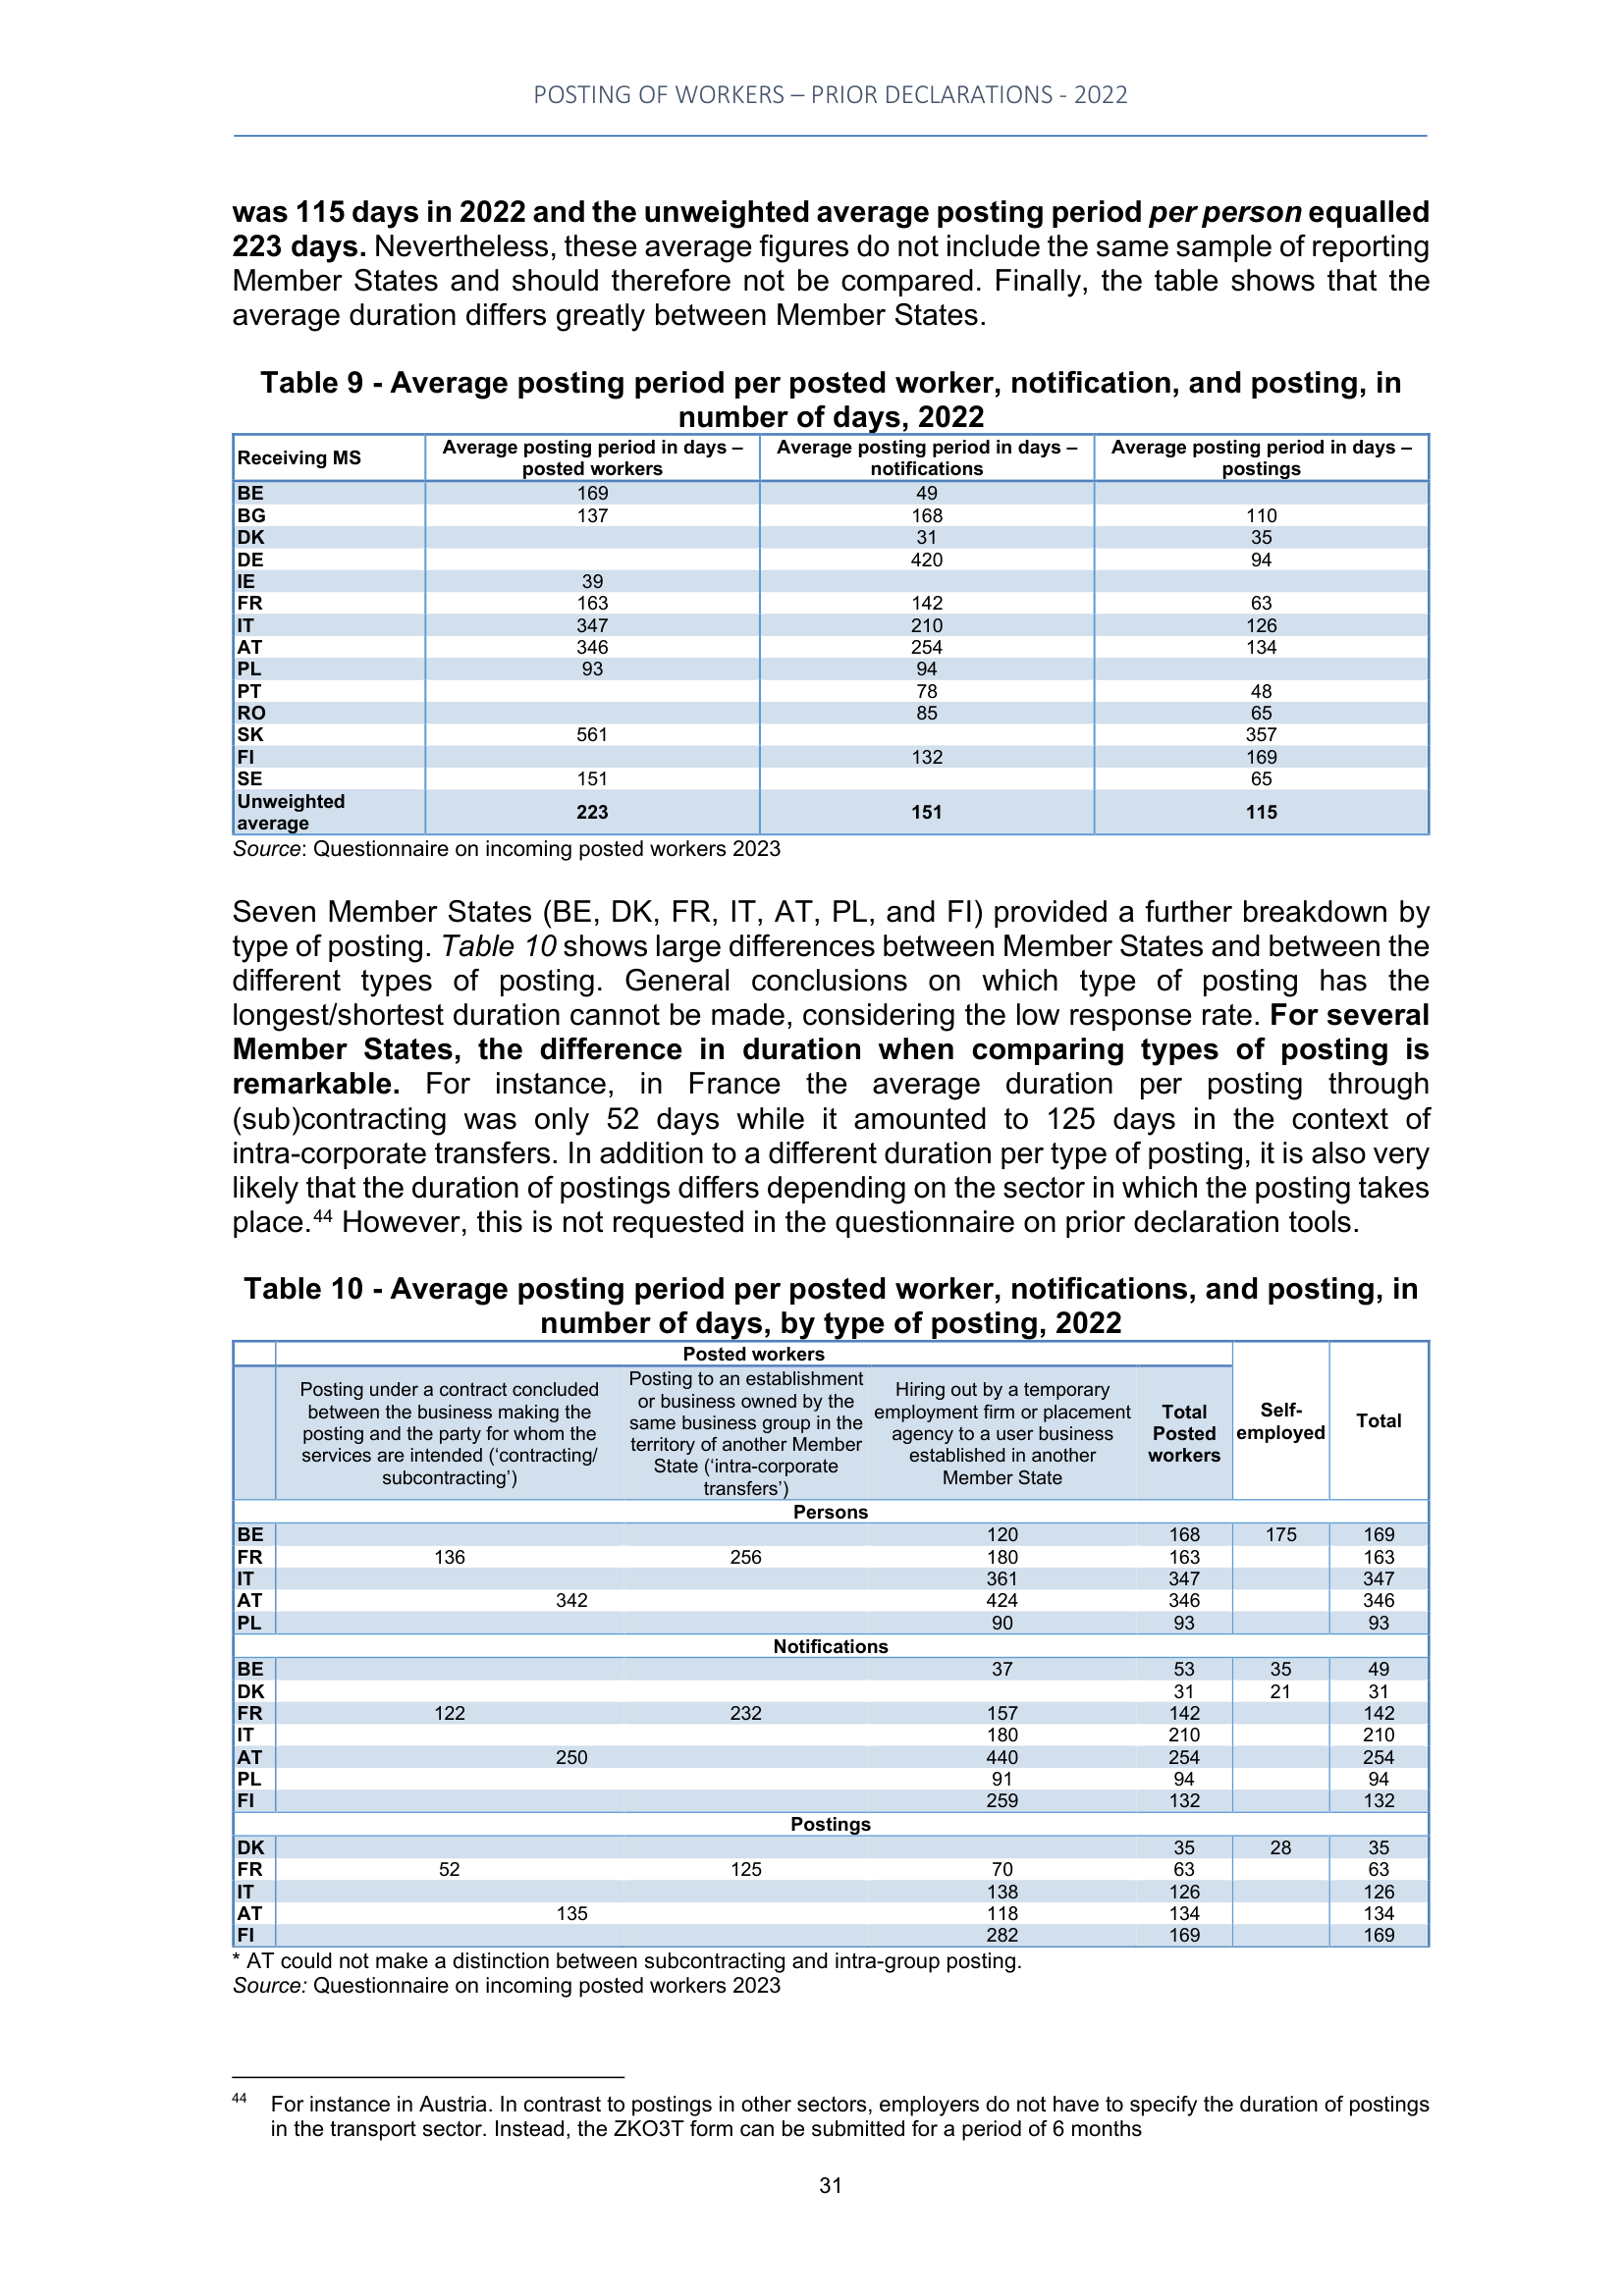 POSTING OF WORKERS – PRIOR DECLARATIONS - 2022
was 115 days in 2022 and the unweighted average posting period per person equalled
223 days. Nevertheless, these average figures do not include the same sample of reporting
Member States and should therefore not be compared. Finally, the table shows that the
average duration differs greatly between Member States.
Table 9 - Average posting period per posted worker, notification, and posting, in
number of days, 2022
Receiving MS | Average posting period in days – posted workers | Average posting period in days – notifications | Average posting period in days – postings
BE 169 49
BG 137 168 110
DK 31 35
DE 420 94
IE 39
FR 163 142 63
IT 347 210 126
AT 346 254 134
PL 93 94
PT 78 48
RO 85 65
SK 561 357
FI 132 169
SE 151 65
Unweighted average 223 151 115
Source: Questionnaire on incoming posted workers 2023
Seven Member States (BE, DK, FR, IT, AT, PL, and FI) provided a further breakdown by
type of posting. Table 10 shows large differences between Member States and between the
different types of posting. General conclusions on which type of posting has the
longest/shortest duration cannot be made, considering the low response rate. For several
Member States, the difference in duration when comparing types of posting is
remarkable. For instance, in France the average duration per posting through
(sub)contracting was only 52 days while it amounted to 125 days in the context of
intra-corporate transfers. In addition to a different duration per type of posting, it is also very
likely that the duration of postings differs depending on the sector in which the posting takes
place.44 However, this is not requested in the questionnaire on prior declaration tools.
Table 10 - Average posting period per posted worker, notifications, and posting, in
number of days, by type of posting, 2022
Posted workers
Posting under a contract concluded
between the business making the
posting and the party for whom the
services are intended (‘contracting/
subcontracting’)
Posting to an establishment
or business owned by the
same business group in the
territory of another Member
State (‘intra-corporate
transfers’)
Hiring out by a temporary
employment firm or placement
agency to a user business
established in another
Member State
Total
Posted
workers
Self-
employed
Total
Persons
BE 120 168 175 169
FR 136 256 180 163 163
IT 361 347 347
AT 342 424 346 346
PL 90 93 93
Notifications
BE 37 53 35 49
DK 31 21 31
FR 122 232 157 142 142
IT 180 210 210
AT 250 440 254 254
PL 91 94 94
FI 259 132 132
Postings
DK 35 28 35
FR 52 125 70 63 63
IT 138 126 126
AT 135 118 134 134
FI 282 169 169
* AT could not make a distinction between subcontracting and intra-group posting.
Source: Questionnaire on incoming posted workers 2023
44 For instance in Austria. In contrast to postings in other sectors, employers do not have to specify the duration of postings
in the transport sector. Instead, the ZKO3T form can be submitted for a period of 6 months
31